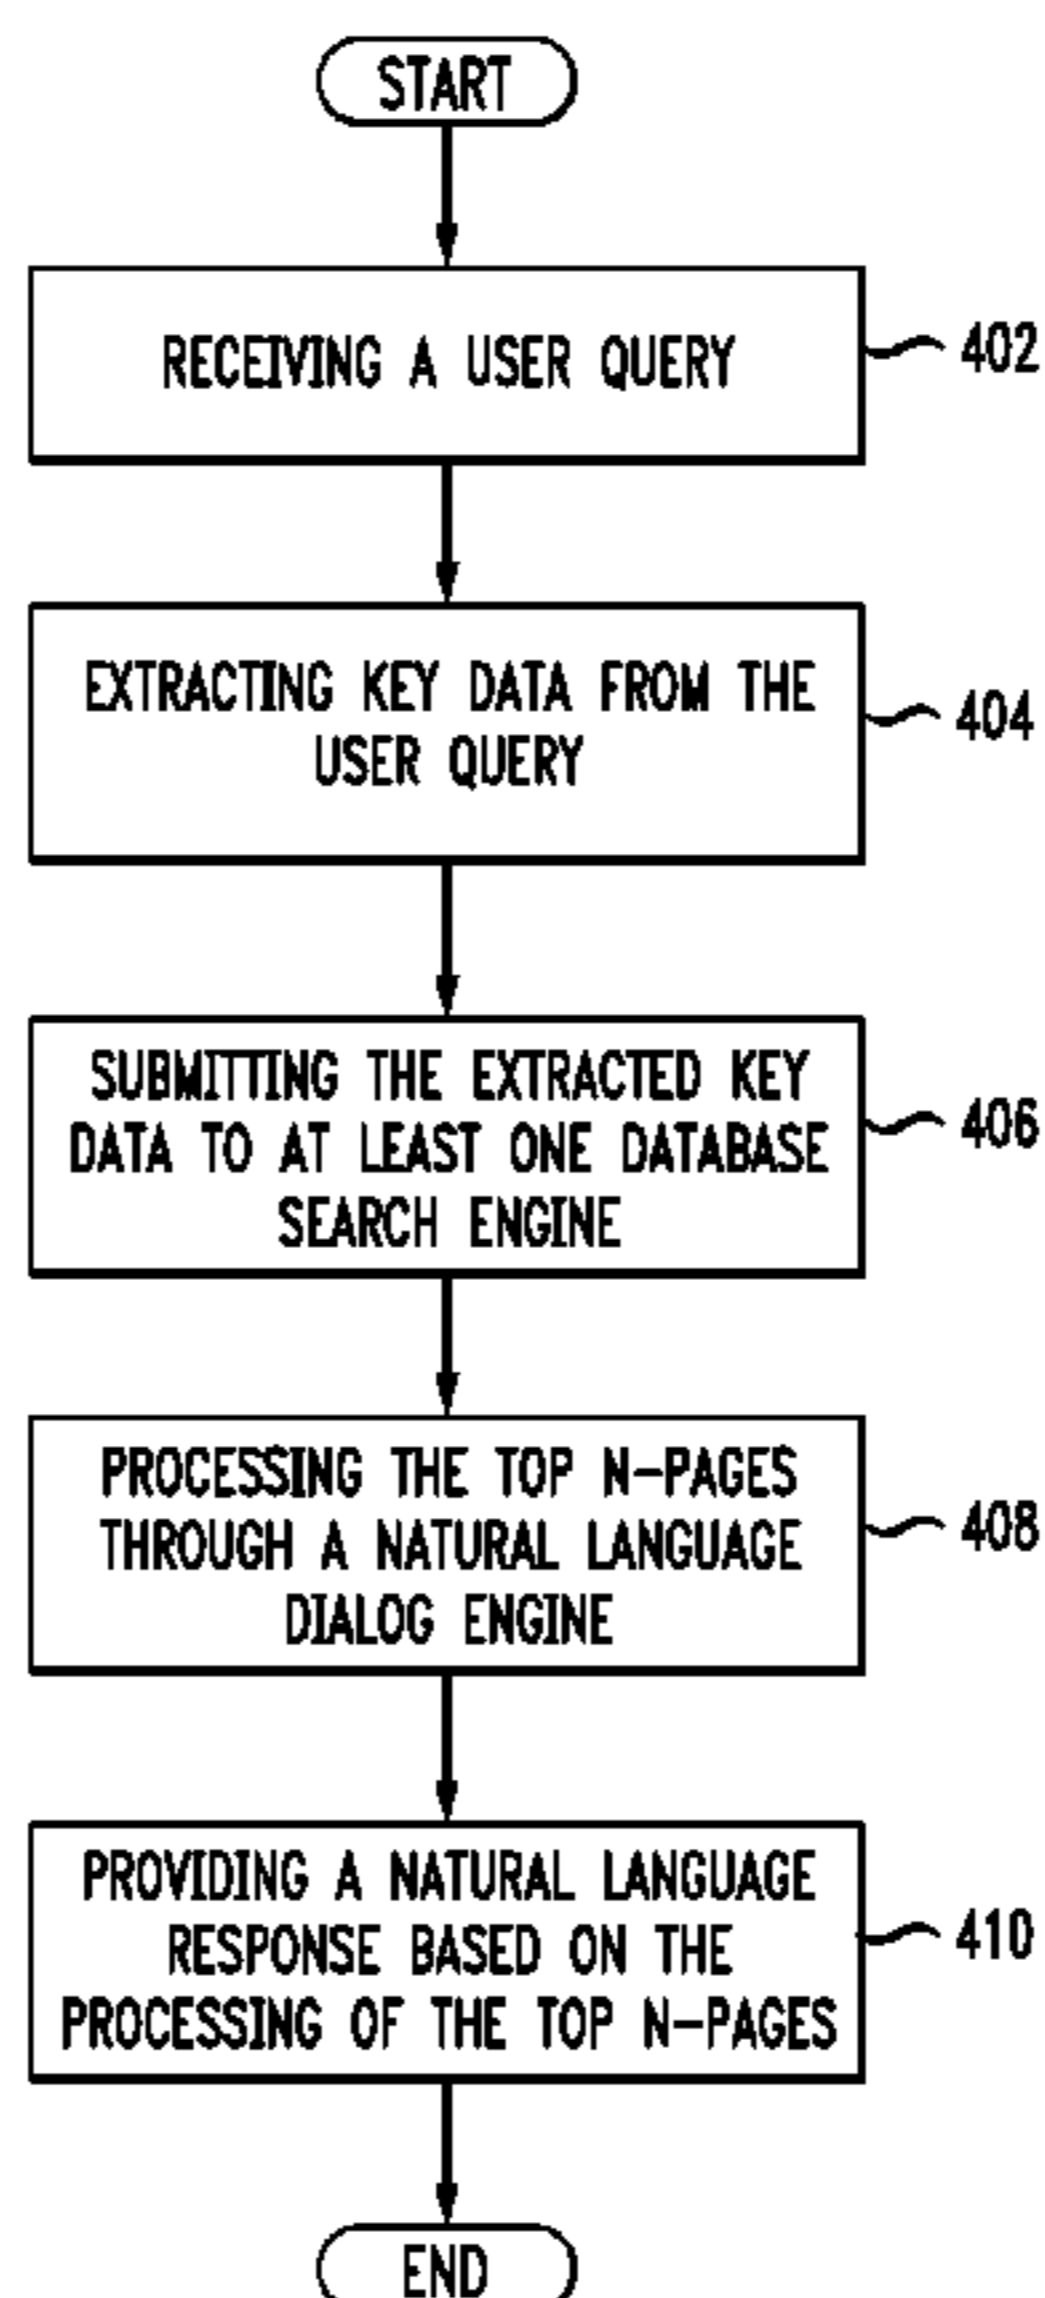 START
RECEIVING A USER QUERY
402
EXTRACTING KEY DATA FROM THE
USER QUERY
404
SUBMITTING THE EXTRACTED KEY
DATA TO AT LEAST ONE DATABASE
SEARCH ENGINE
406
PROCESSING THE TOP N-PAGES
THROUGH A NATURAL LANGUAGE
DIALOG ENGINE
408
PROVIDING A NATURAL LANGUAGE
RESPONSE BASED ON THE
PROCESSING OF THE TOP N-PAGES
410
END